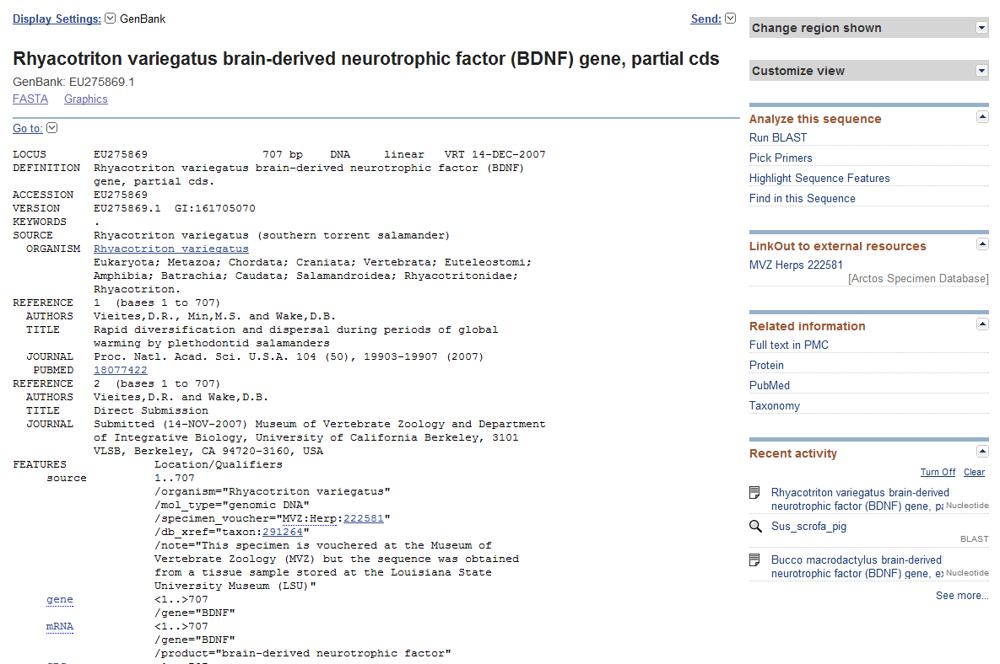 Display Settings: GenBank
Send:
Rhyacotriton variegatus brain-derived neurotrophic factor (BDNF) gene, partial cds
GenBank: EU275869.1
FASTA Graphics
Go to:
LOCUS EU275869 707 bp DNA linear VRT 14-DEC-2007
DEFINITION Rhyacotriton variegatus brain-derived neurotrophic factor (BDNF)
gene, partial cds.
ACCESSION EU275869
VERSION EU275869.1 GI:161705070
KEYWORDS .
SOURCE Rhyacotriton variegatus (southern torrent salamander)
ORGANISM Rhyacotriton variegatus
Eukaryota; Metazoa; Chordata; Craniata; Vertebrata; Euteleostomi;
Amphibia; Batrachia; Caudata; Salamandroidea; Rhyacotritonidae;
Rhyacotriton.
REFERENCE 1 (bases 1 to 707)
AUTHORS Vieites,D.R., Min,M.S. and Wake,D.B.
TITLE Rapid diversification and dispersal during periods of global
warming by plethodontid salamanders
JOURNAL Proc. Natl. Acad. Sci. U.S.A. 104 (50), 19903-19907 (2007)
PUBMED 18077422
REFERENCE 2 (bases 1 to 707)
AUTHORS Vieites,D.R. and Wake,D.B.
TITLE Direct Submission
JOURNAL Submitted (14-NOV-2007) Museum of Vertebrate Zoology and Department
of Integrative Biology, University of California Berkeley, 3101
VLSB, Berkeley, CA 94720-3160, USA
FEATURES Location/Qualifiers
source 1..707
/organism="Rhyacotriton variegatus"
/mol_type="genomic DNA"
/specimen_voucher="MVZ:Herp:222581"
/db_xref="taxon:291264"
/note="This specimen is vouchered at the Museum of
Vertebrate Zoology (MVZ) but the sequence was obtained
from a tissue sample stored at the Louisiana State
University Museum (LSU)"
gene <1..>707
/gene="BDNF"
mRNA <1..>707
/gene="BDNF"
/product="brain-derived neurotrophic factor"
Change region shown
Customize view
Analyze this sequence
Run BLAST
Pick Primers
Highlight Sequence Features
Find in this Sequence
LinkOut to external resources
MVZ Herps 222581
[Arctos Specimen Database]
Related information
Full text in PMC
Protein
PubMed
Taxonomy
Recent activity
Turn Off Clear
Rhyacotriton variegatus brain-derived
neurotrophic factor (BDNF) gene, pa Nucleotide
Sus_scrofa_pig
BLAST
Bucco macrodactylus brain-derived
neurotrophic factor (BDNF) gene, ex Nucleotide
See more...